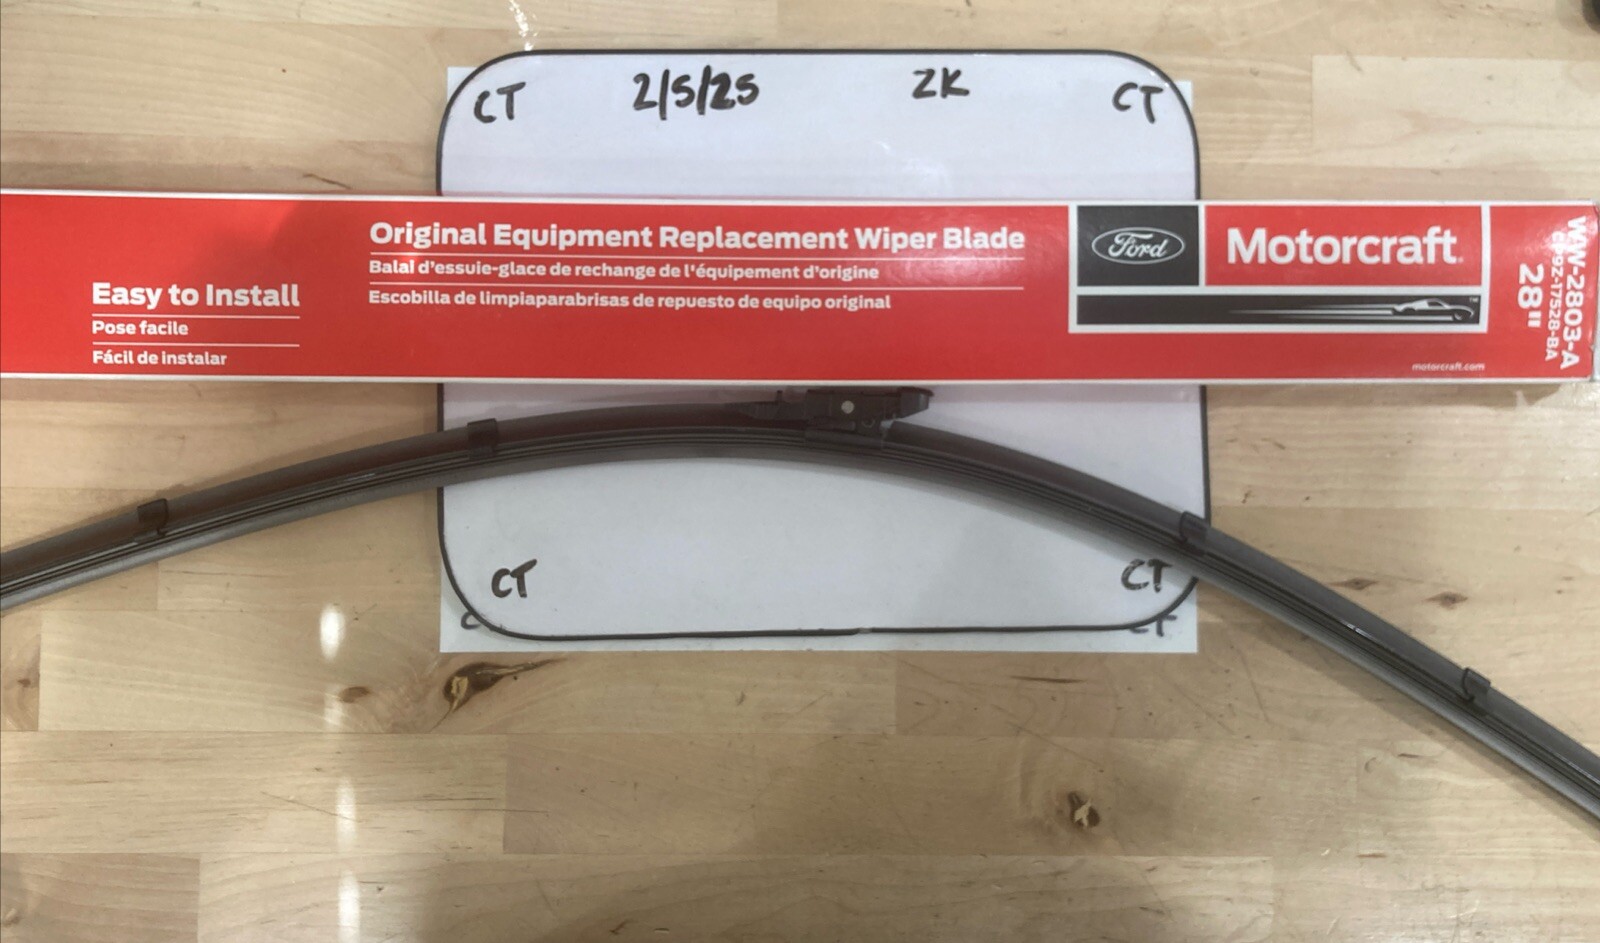 CT 2/5/25 ZK CT
Original Equipment Replacement Wiper Blade
Balai d'essuie-glace de rechange de l'équipement d'origine
Escobilla de limpiaparabrisas de repuesto de equipo original
Easy to Install
Pose facile
Fácil de instalar
Ford
Motorcraft
TM
motorcraft.com
WW-2803-A
28"
CT CT